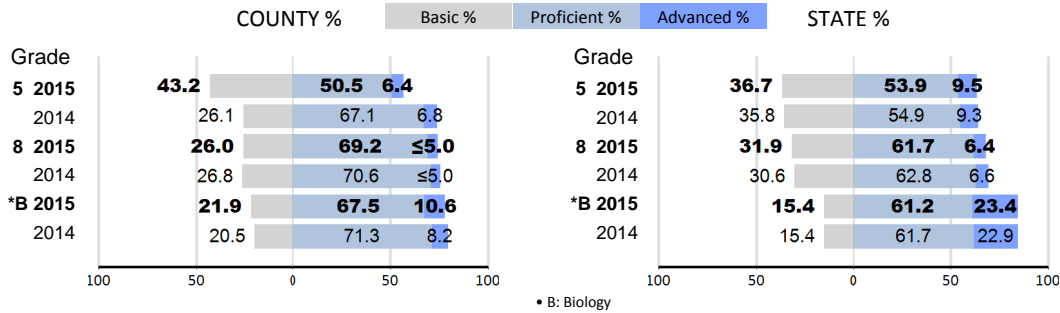 COUNTY % Basic % Proficient % Advanced % STATE %
Grade Grade
5 2015 43.2 50.5 6.4 5 2015 36.7 53.9 9.5
2014 26.1 67.1 6.8 2014 35.8 54.9 9.3
8 2015 26.0 69.2 ≤5.0 8 2015 31.9 61.7 6.4
2014 26.8 70.6 ≤5.0 2014 30.6 62.8 6.6
*B 2015 21.9 67.5 10.6 *B 2015 15.4 61.2 23.4
2014 20.5 71.3 8.2 2014 15.4 61.7 22.9
100 50 0 50 100 100 50 0 50 100
• B: Biology